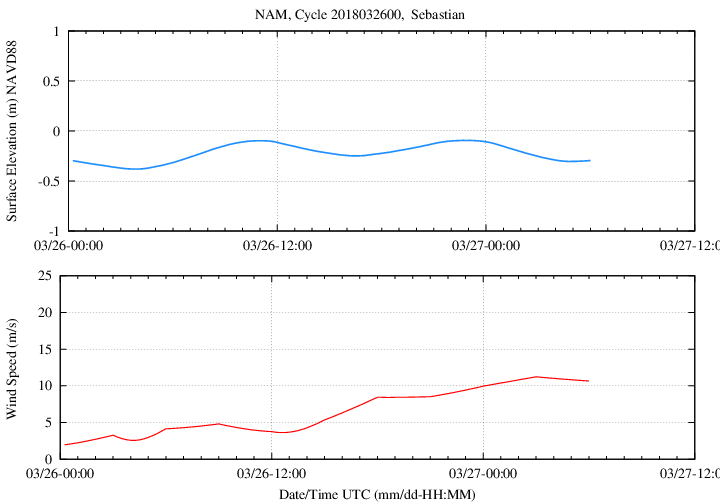 NAM, Cycle 2018032600,  Sebastian
Surface Elevation (m) NAVD88
1
0.5
0
-0.5
-1
03/26-00:00 03/26-12:00 03/27-00:00 03/27-12:0
Wind Speed (m/s)
25
20
15
10
5
0
03/26-00:00 03/26-12:00 03/27-00:00 03/27-12:0
Date/Time UTC (mm/dd-HH:MM)